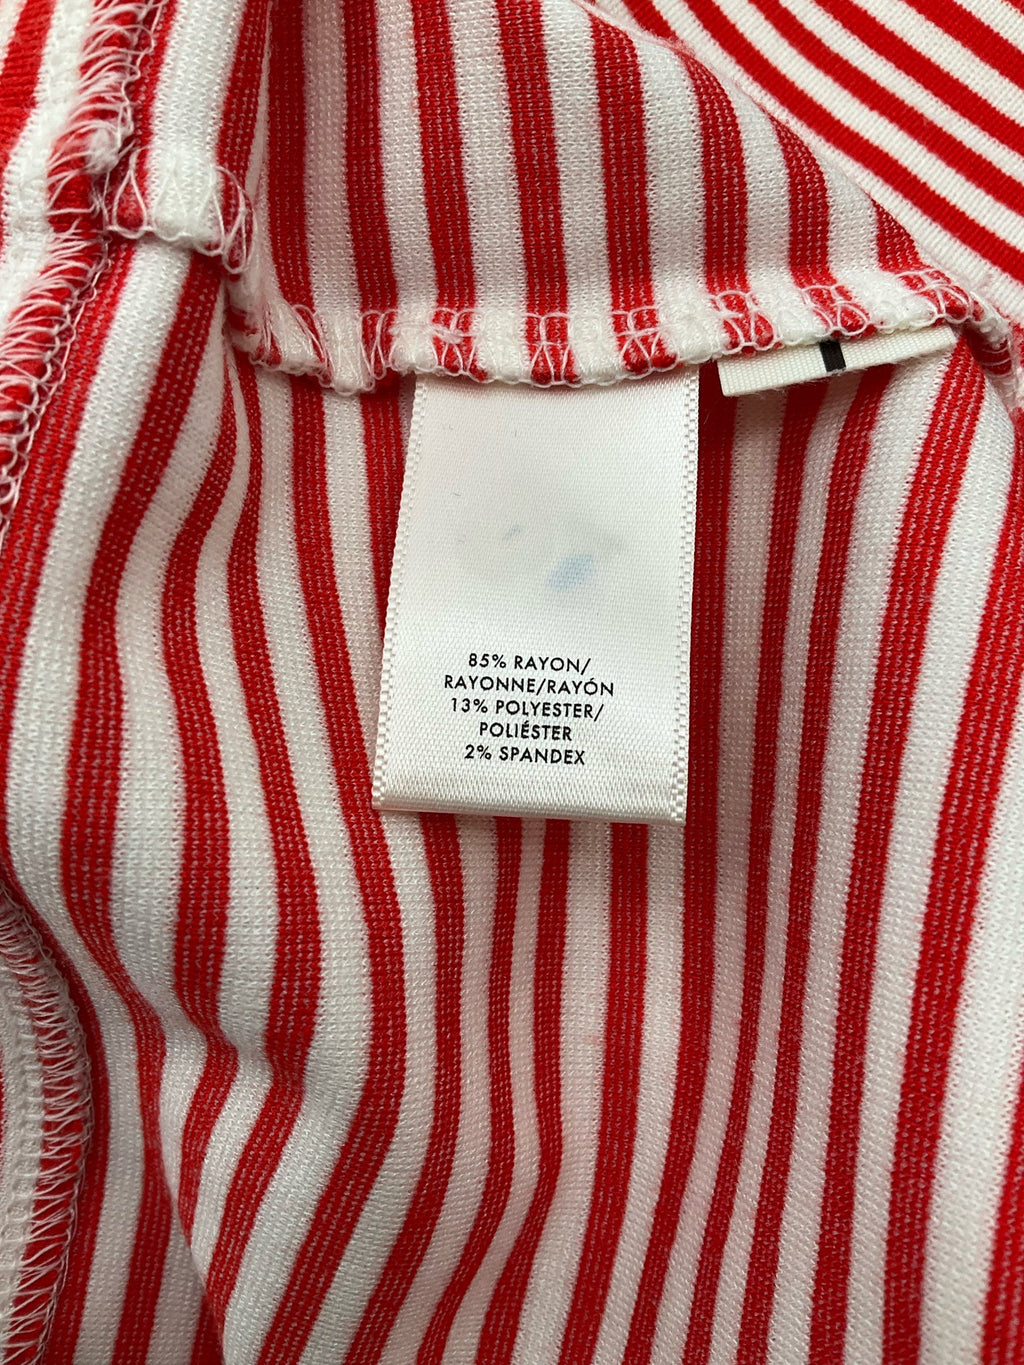 85% RAYON/
RAYONNE/RAYÓN
13% POLYESTER/
POLIÉSTER
2% SPANDEX